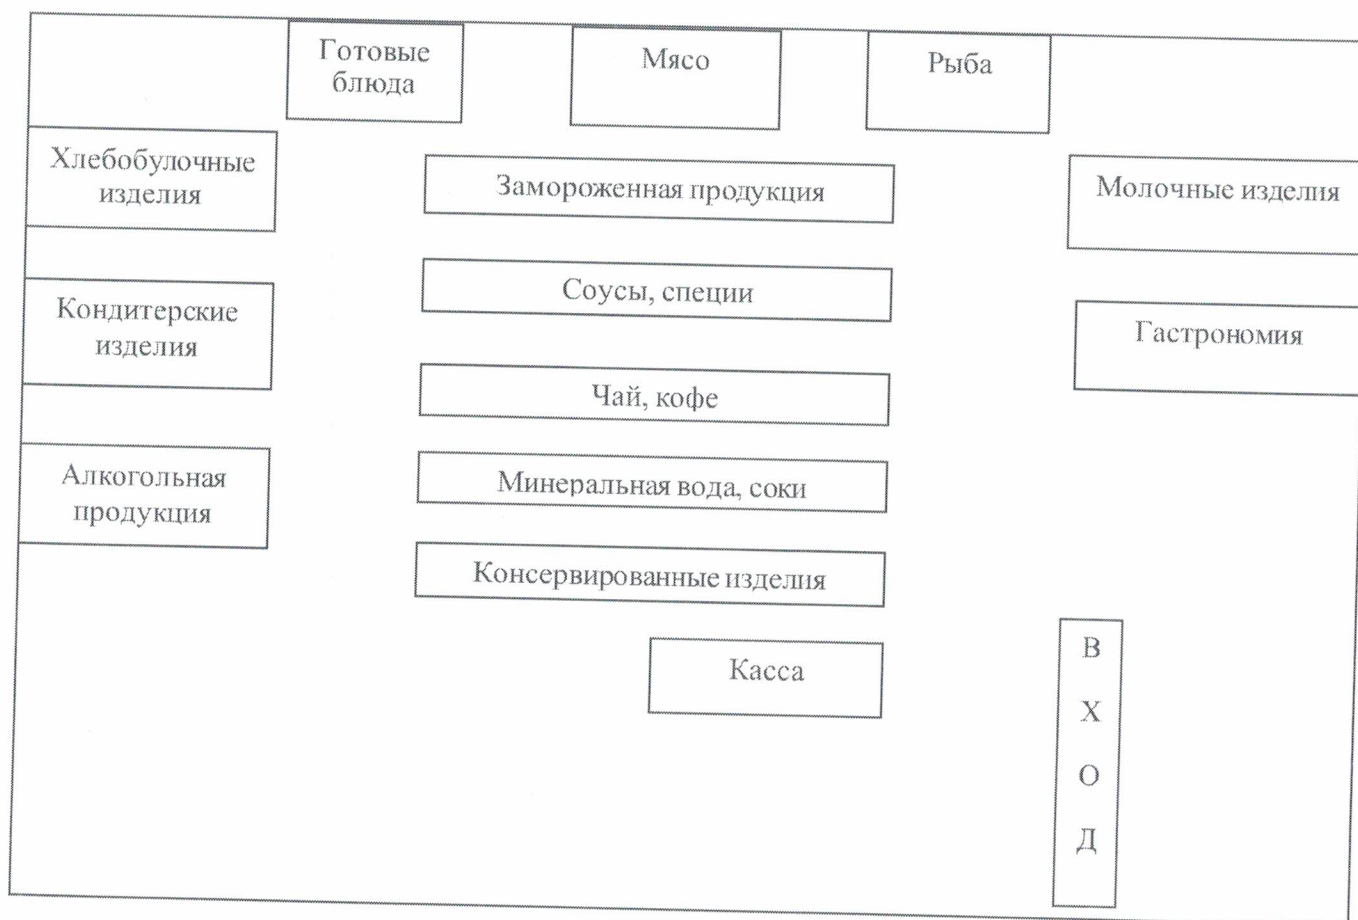 Готовые
блюда
Мясо
Рыба
Хлебобулочные
изделия
Замороженная продукция
Молочные изделия
Соусы, специи
Кондитерские
изделия
Гастрономия
Чай, кофе
Алкогольная
продукция
Минеральная вода, соки
Консервированные изделия
Касса
В
Х
О
Д